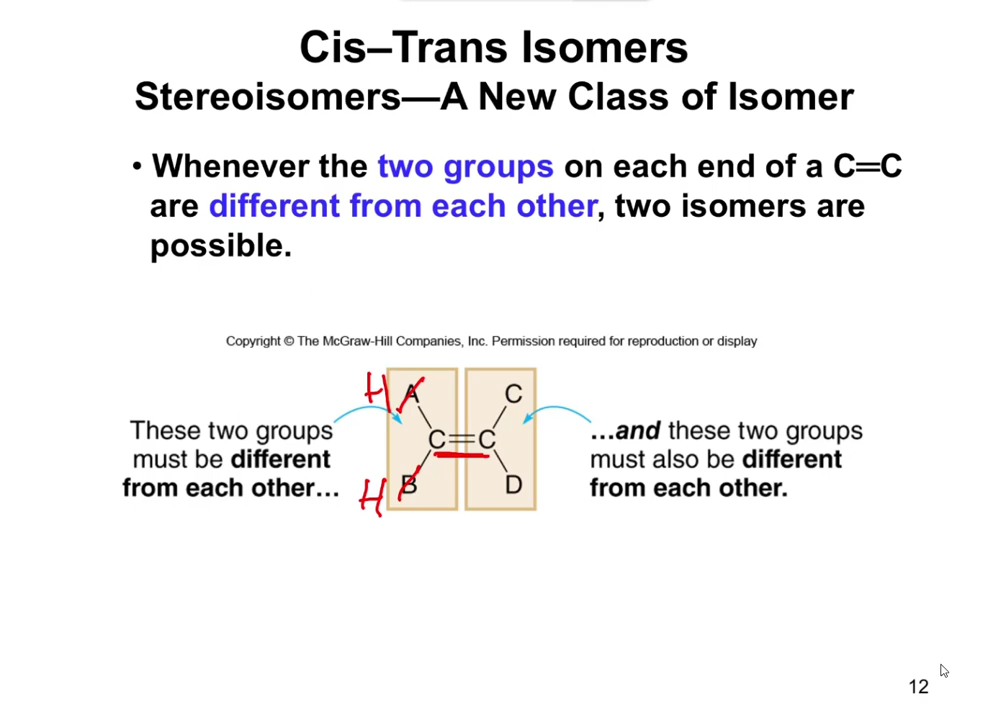 Cis–Trans Isomers
Stereoisomers—A New Class of Isomer
• Whenever the two groups on each end of a C═C
are different from each other, two isomers are
possible.
Copyright © The McGraw-Hill Companies, Inc. Permission required for reproduction or display
These two groups
must be different
from each other...
H A C
C═C
H B D
...and these two groups
must also be different
from each other.
12